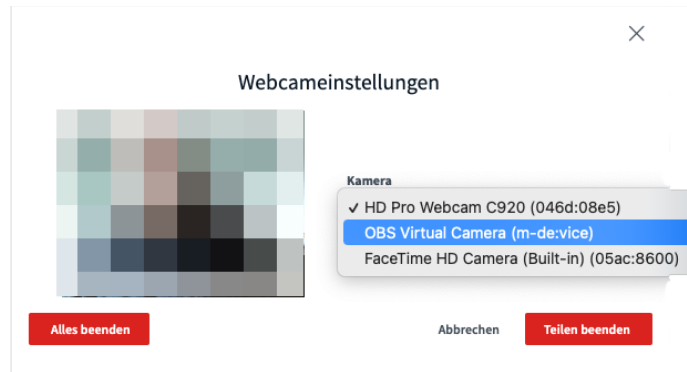 Webcameinstellungen
Kamera
✓ HD Pro Webcam C920 (046d:08e5)
OBS Virtual Camera (m-de:vice)
FaceTime HD Camera (Built-in) (05ac:8600)
Alles beenden
Abbrechen
Teilen beenden